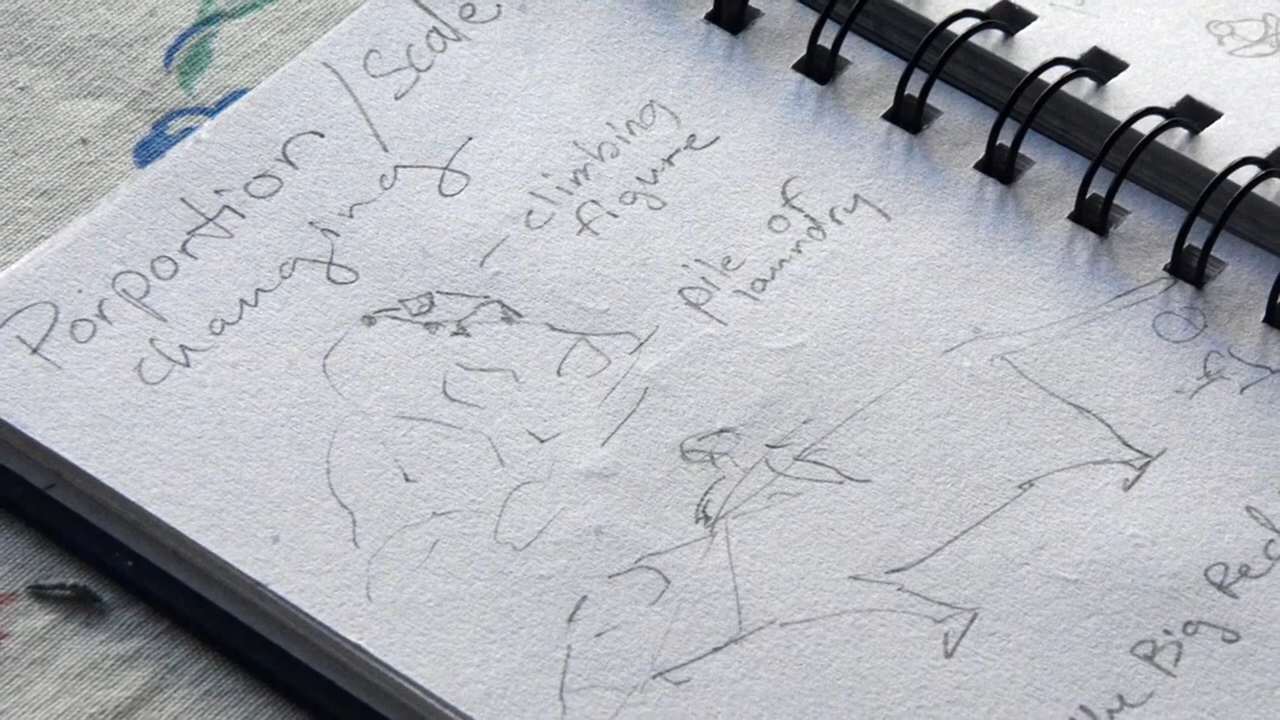 Porportion / Scale
changing
climbing
figure
pile of
laundry
Big Red